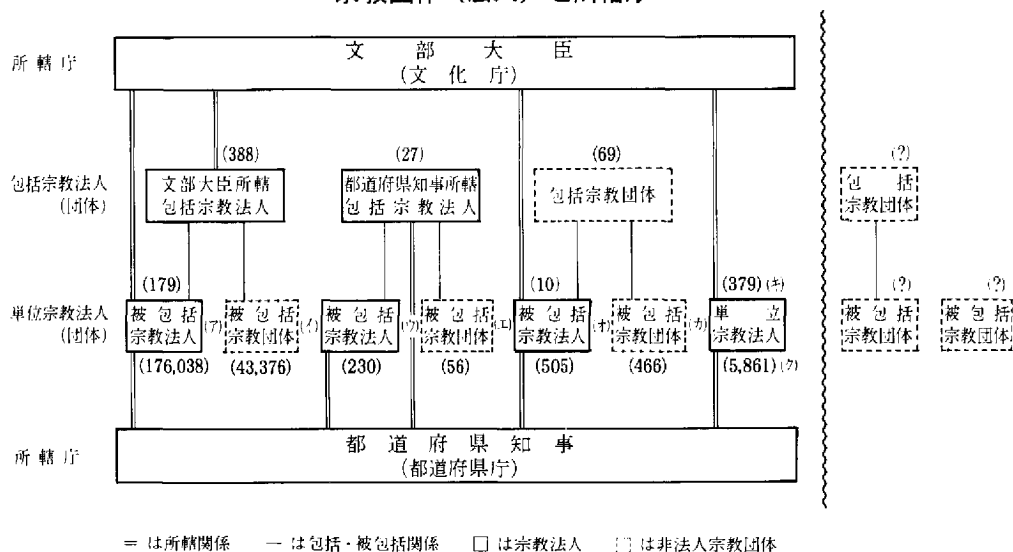 宗教団体(法人)と所轄庁
所轄庁
文部大臣
(文化庁)
(388)
(27)
(69)
(?)
包括宗教法人
(団体)
文部大臣所轄
包括宗教法人
都道府県知事所轄
包括宗教法人
包括宗教団体
包括
宗教団体
(179)
(10)
(379)(キ)
(?)
(?)
単位宗教法人
(団体)
被包括
宗教法人
(ア)
被包括
宗教団体
(イ)
被包括
宗教法人
(ウ)
被包括
宗教団体
(エ)
被包括
宗教法人
(オ)
被包括
宗教団体
(カ)
単立
宗教法人
被包括
宗教団体
被包括
宗教団体
(176,038)
(43,376)
(230)
(56)
(505)
(466)
(5,861)(ク)
所轄庁
都道府県知事
(都道府県庁)
= は所轄関係 ― は包括・被包括関係 □ は宗教法人 は非法人宗教団体